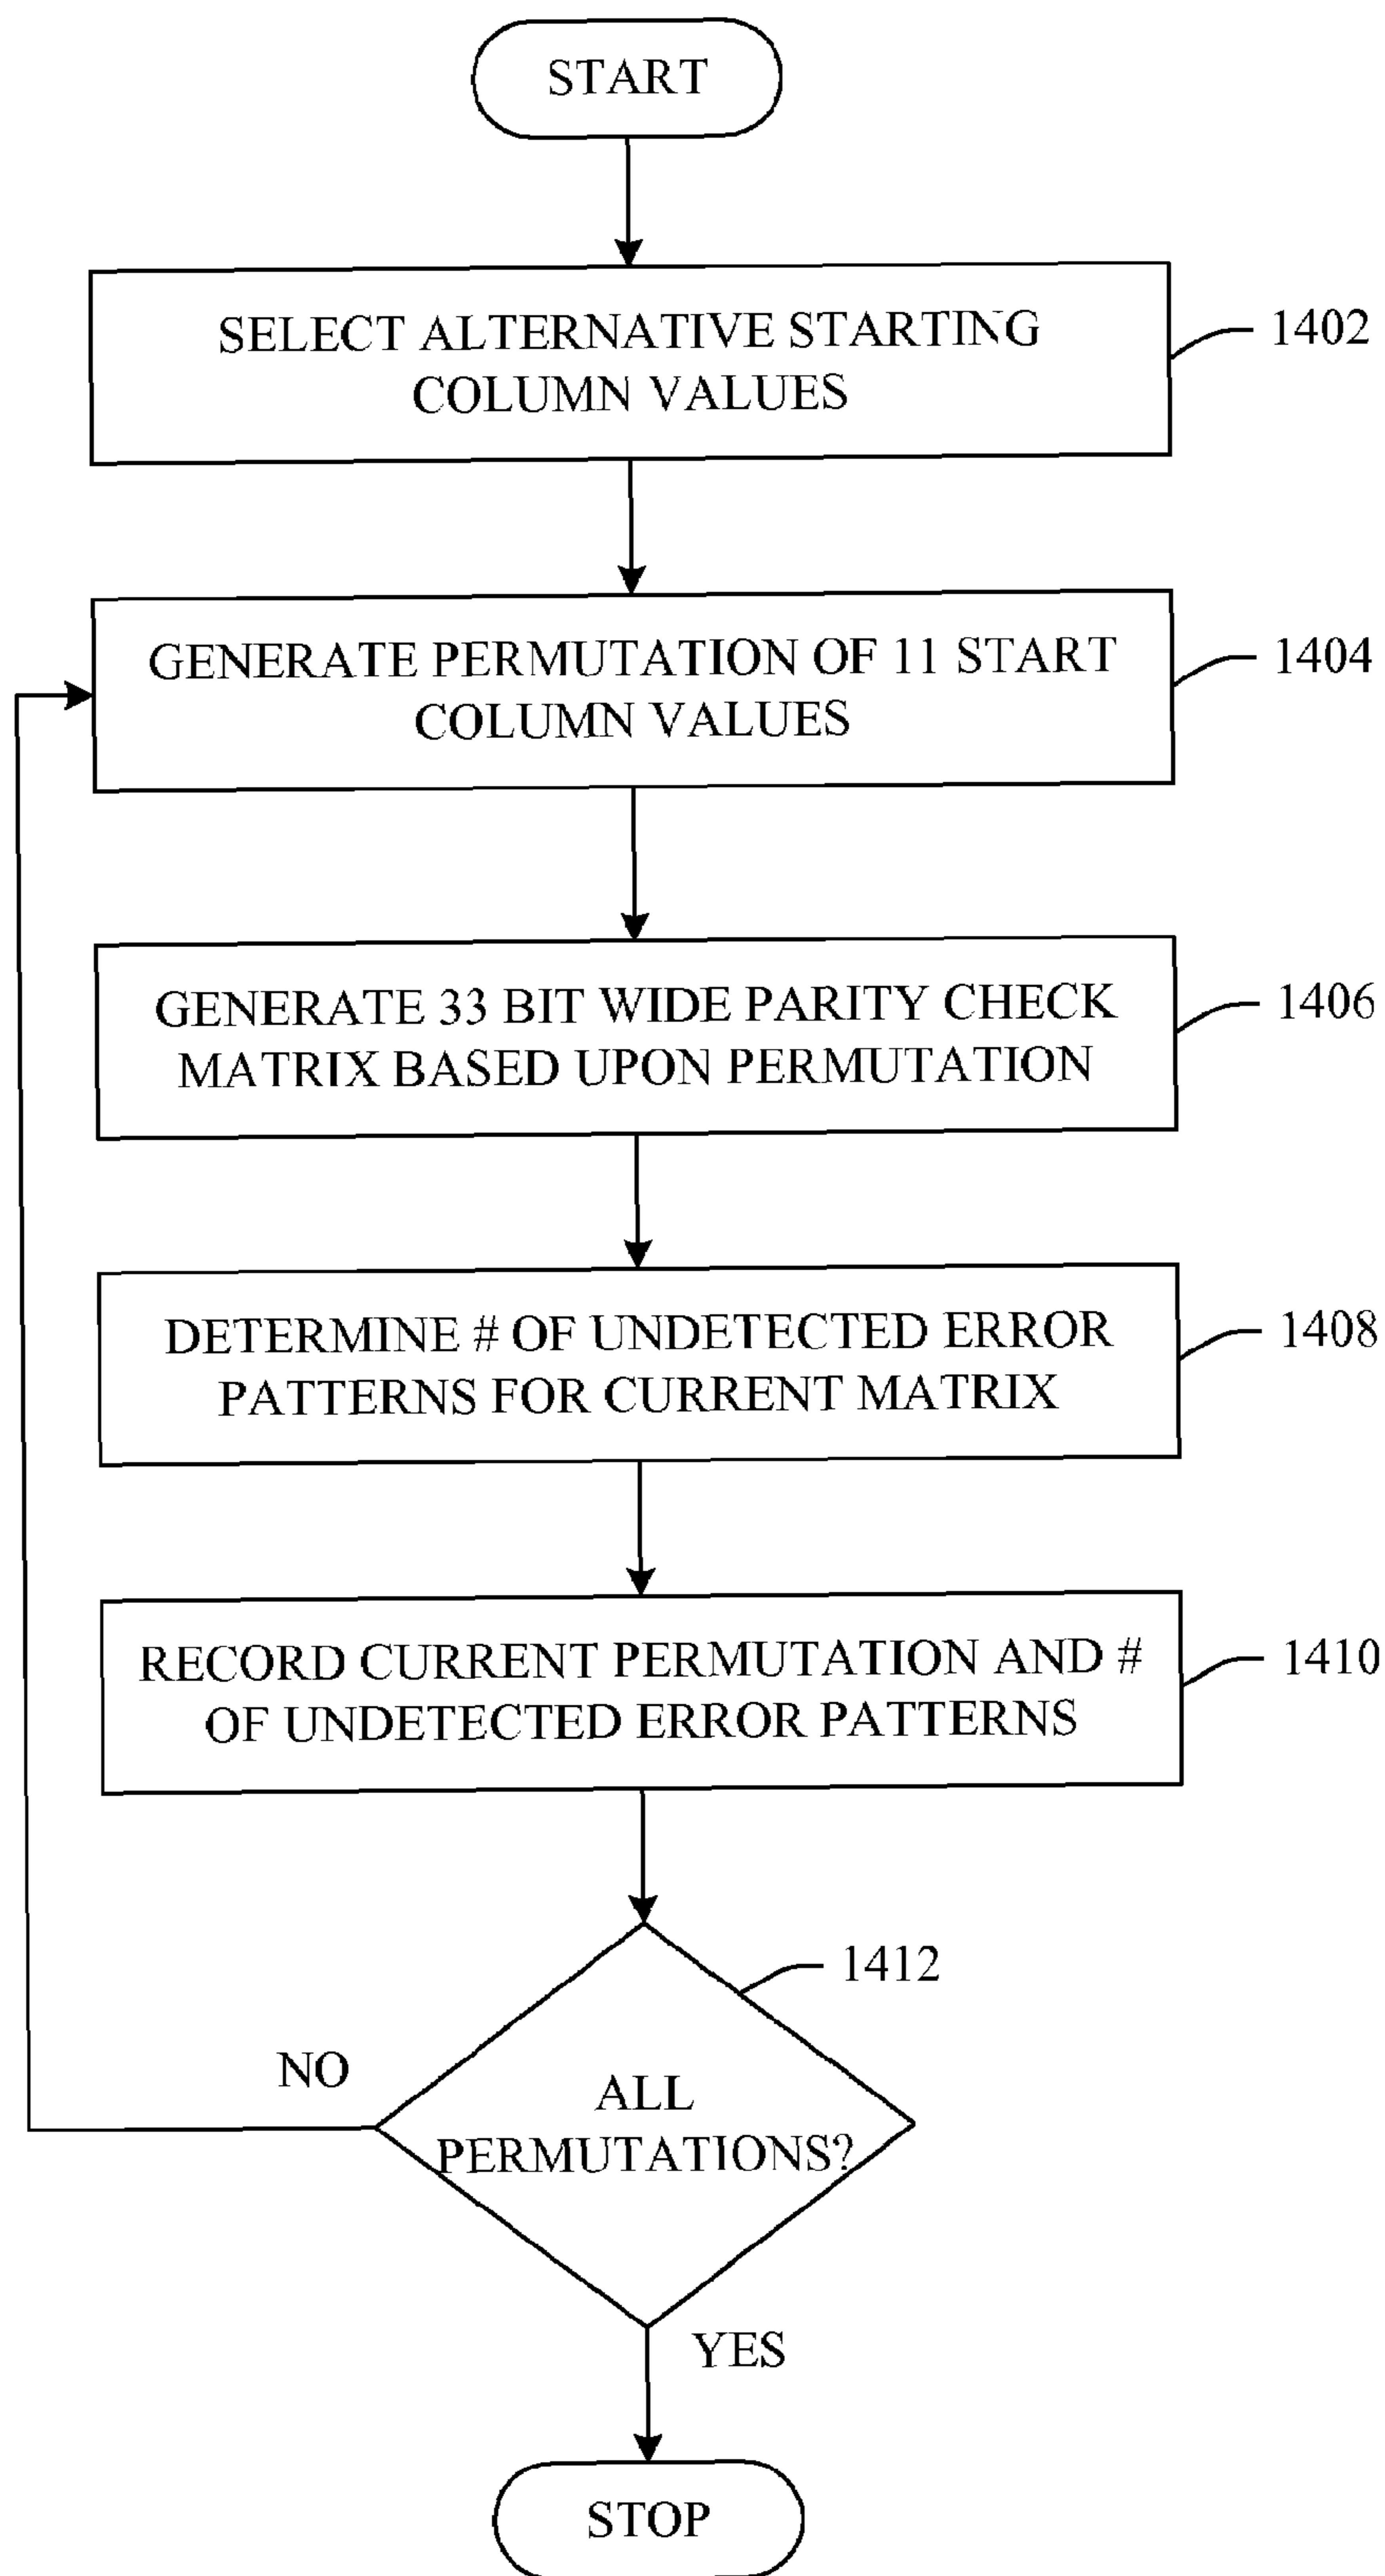 START
SELECT ALTERNATIVE STARTING
COLUMN VALUES
1402
GENERATE PERMUTATION OF 11 START
COLUMN VALUES
1404
GENERATE 33 BIT WIDE PARITY CHECK
MATRIX BASED UPON PERMUTATION
1406
DETERMINE # OF UNDETECTED ERROR
PATTERNS FOR CURRENT MATRIX
1408
RECORD CURRENT PERMUTATION AND #
OF UNDETECTED ERROR PATTERNS
1410
1412
NO
ALL
PERMUTATIONS?
YES
STOP